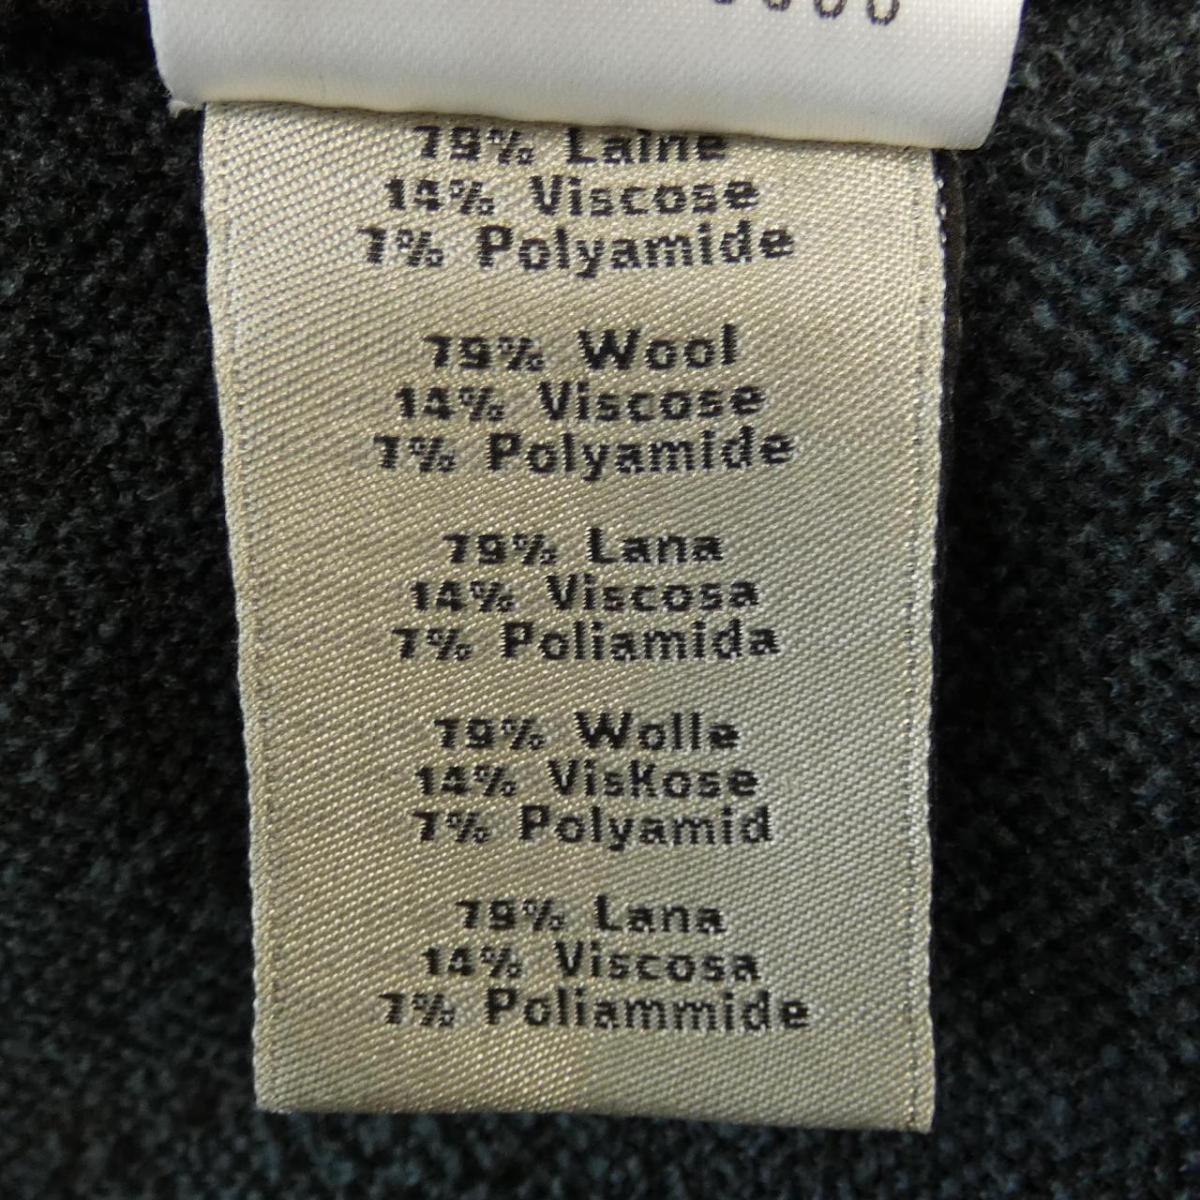 79% Laine
14% Viscose
7% Polyamide
79% Wool
14% Viscose
7% Polyamide
79% Lana
14% Viscosa
7% Poliamida
79% Wolle
14% Viskose
7% Polyamid
79% Lana
14% Viscosa
7% Poliammide